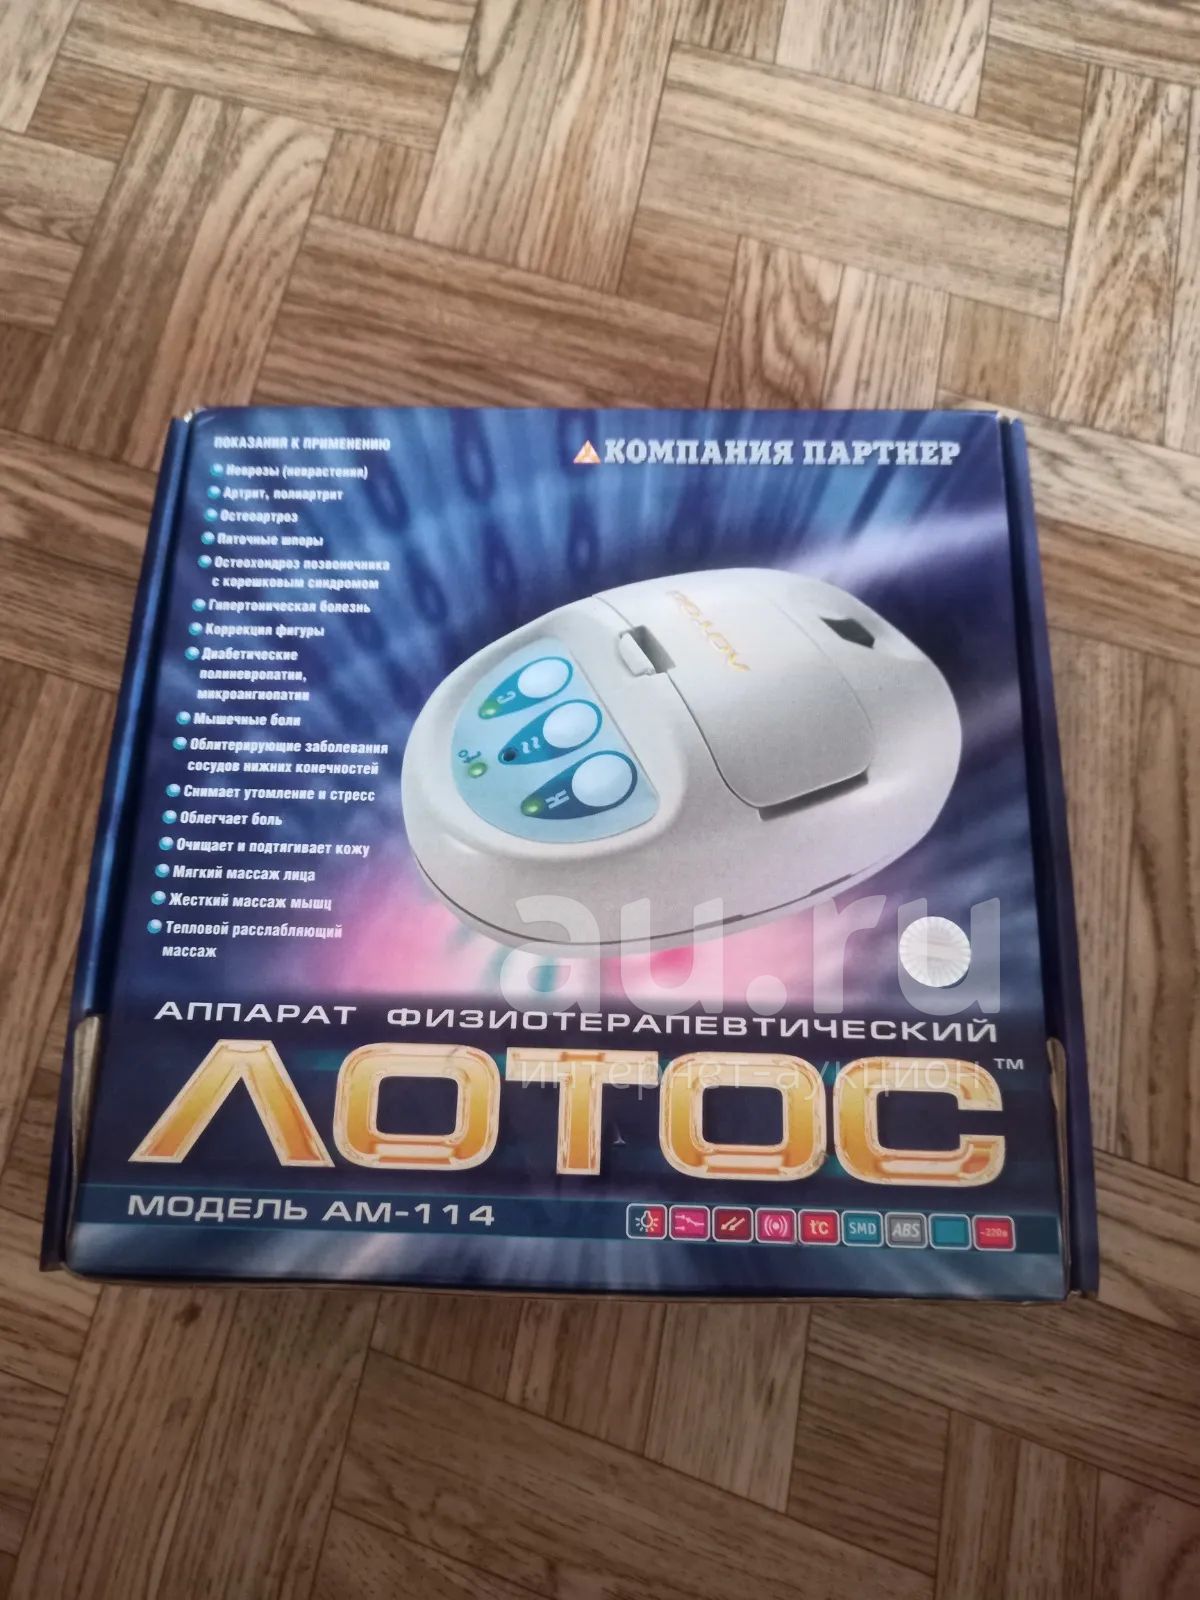 ПОКАЗАНИЯ К ПРИМЕНЕНИЮ
Неврозы (неврастения)
Артрит, полиартрит
Остеоартроз
Пяточные шпоры
Остеохондроз позвоночника
с корешковым синдромом
Гипертоническая болезнь
Коррекция фигуры
Диабетические
полиневропатии,
микроангиопатии
Мышечные боли
Облитерирующие заболевания
сосудов нижних конечностей
Снимает утомление и стресс
Облегчает боль
Очищает и подтягивает кожу
Мягкий массаж лица
Жесткий массаж мышц
Тепловой расслабляющий
массаж
КОМПАНИЯ ПАРТНЕР
ЛОТОС
С
К
au.ru
интернет-аукцион
АППАРАТ ФИЗИОТЕРАПЕВТИЧЕСКИЙ
ЛОТОС™
МОДЕЛЬ АМ-114
t°C
SMD
ABS
~220в